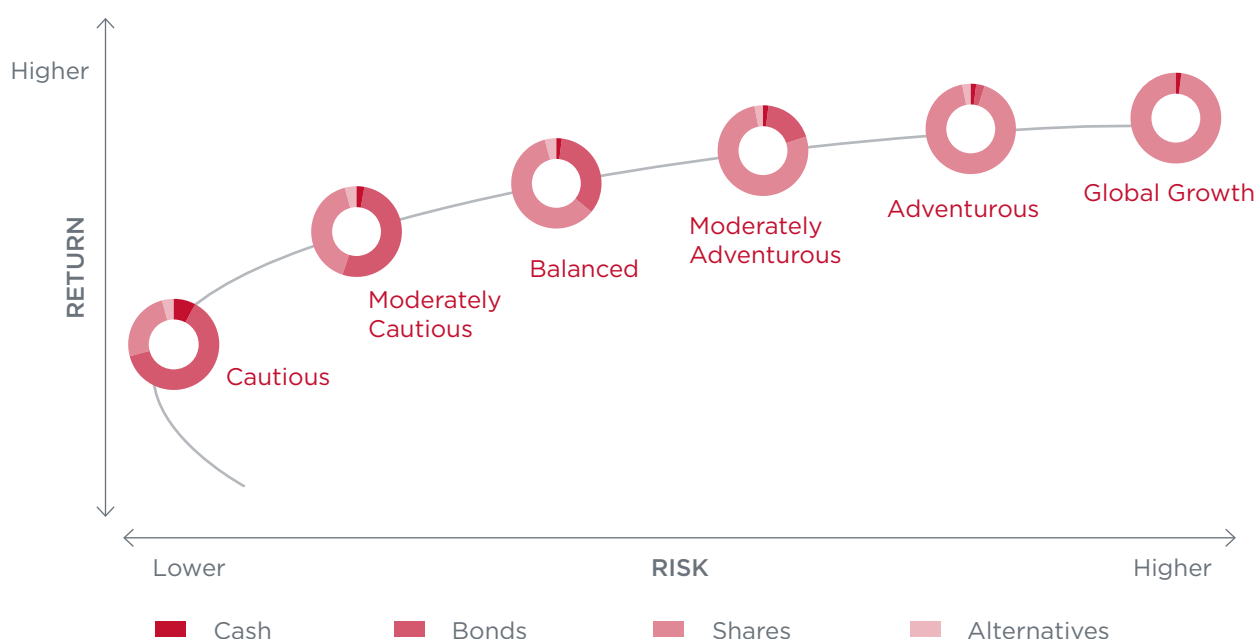 Higher
RETURN
Cautious
Moderately
Cautious
Balanced
Moderately
Adventurous
Adventurous
Global Growth
Lower
RISK
Higher
Cash
Bonds
Shares
Alternatives